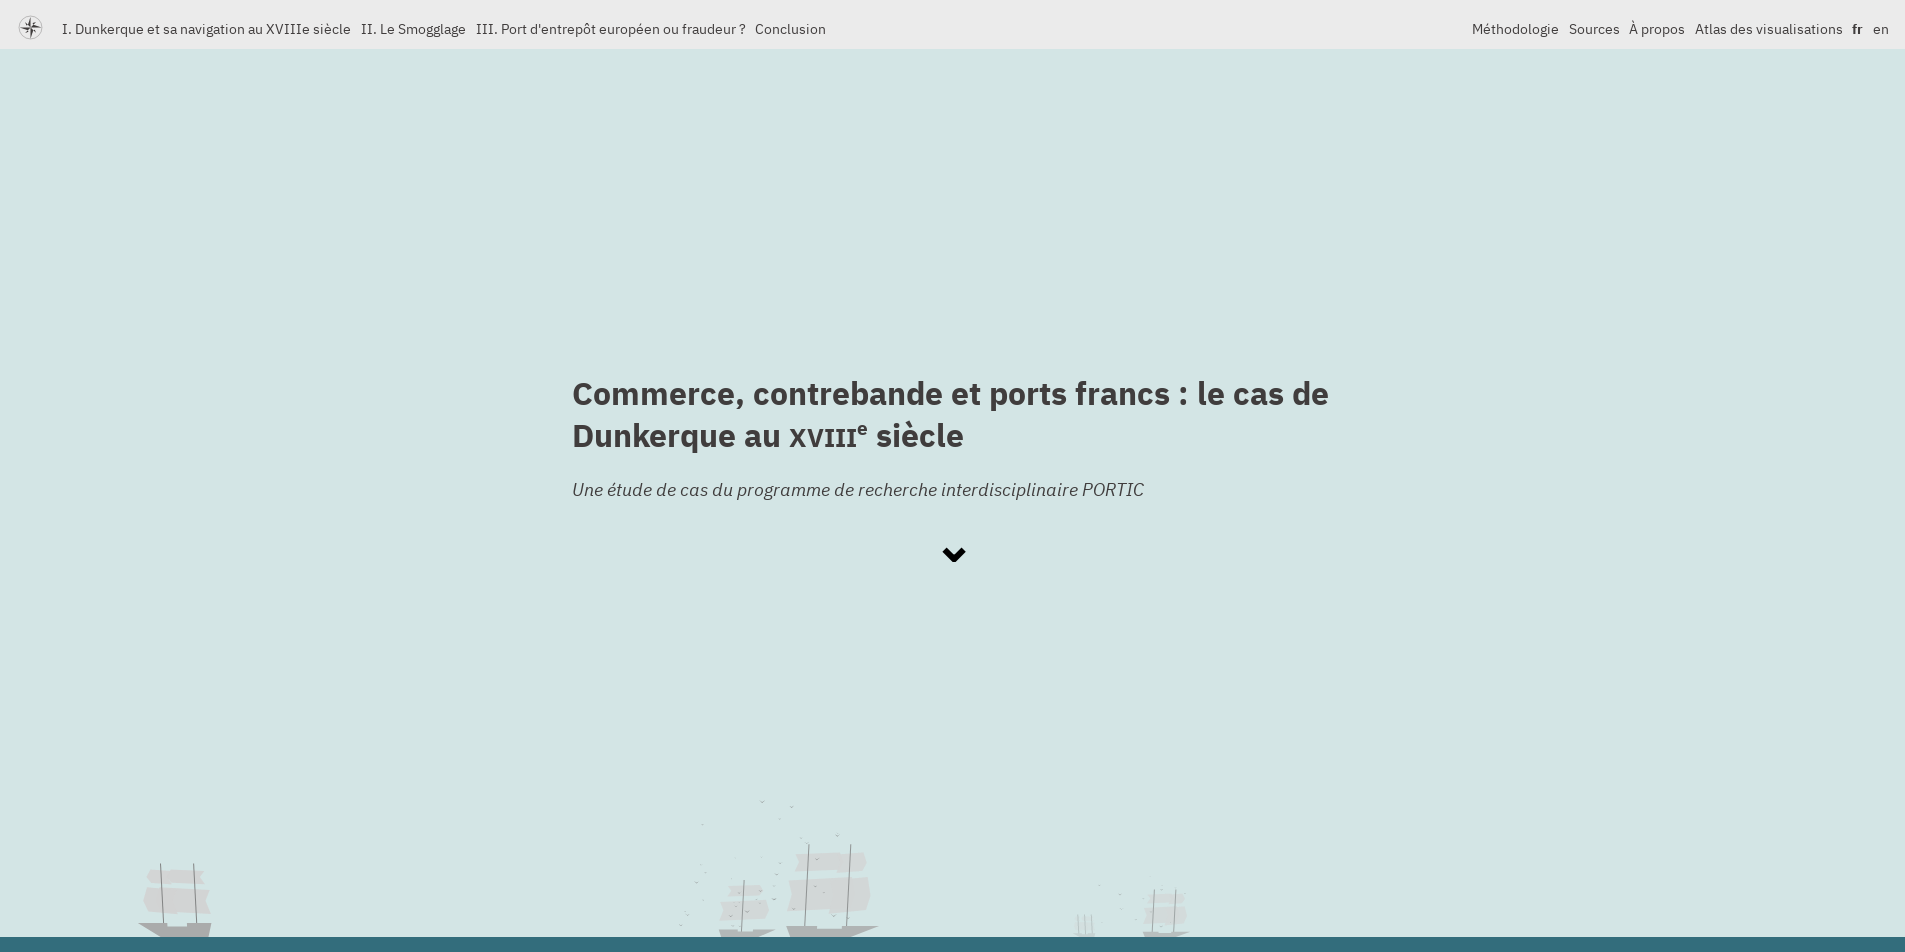 I. Dunkerque et sa navigation au XVIIIe siècle II. Le Smogglage III. Port d'entrepôt européen ou fraudeur ? Conclusion Méthodologie Sources À propos Atlas des visualisations fr en
Commerce, contrebande et ports francs : le cas de
Dunkerque au XVIIIe siècle
Une étude de cas du programme de recherche interdisciplinaire PORTIC